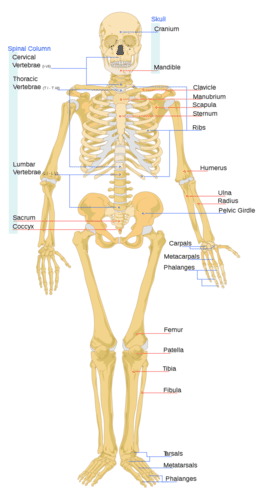 Skull
Cranium
Mandible
Spinal Column
Cervical
Vertebrae
Thoracic
Vertebrae
Lumbar
Vertebrae
Sacrum
Coccyx
Clavicle
Manubrium
Scapula
Sternum
Ribs
Humerus
Ulna
Radius
Pelvic Girdle
Carpals
Metacarpals
Phalanges
Femur
Patella
Tibia
Fibula
Tarsals
Metatarsals
Phalanges